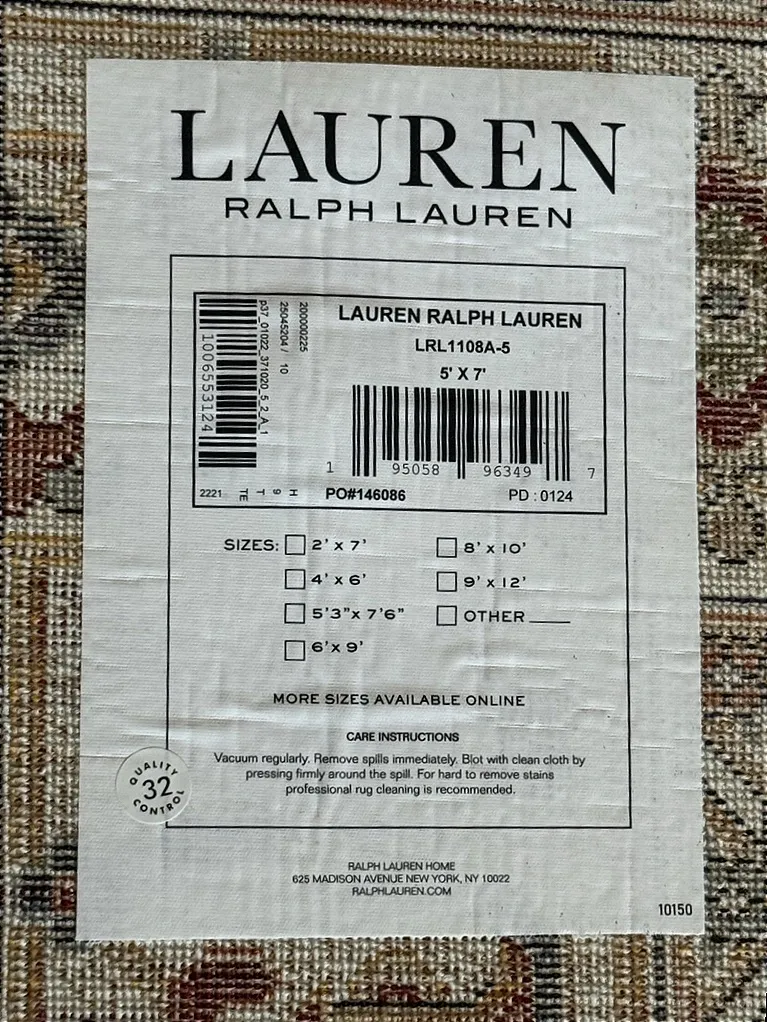 LAUREN
RALPH LAUREN
LAUREN RALPH LAUREN
LRL1108A-5
5' X 7'
1 95058 96349 7
PO#146086 PD : 0124
1006553124
p37_01022_371020_5_2_A_1
25045204 / 10
200000225
2221 TE T 9 H
SIZES: 2' x 7' 8' x 10'
4' x 6' 9' x 12'
5'3"x 7'6" OTHER
6'x 9'
MORE SIZES AVAILABLE ONLINE
CARE INSTRUCTIONS
Vacuum regularly. Remove spills immediately. Blot with clean cloth by
pressing firmly around the spill. For hard to remove stains
professional rug cleaning is recommended.
QUALITY
32
CONTROL
RALPH LAUREN HOME
625 MADISON AVENUE NEW YORK, NY 10022
RALPHLAUREN.COM
10150